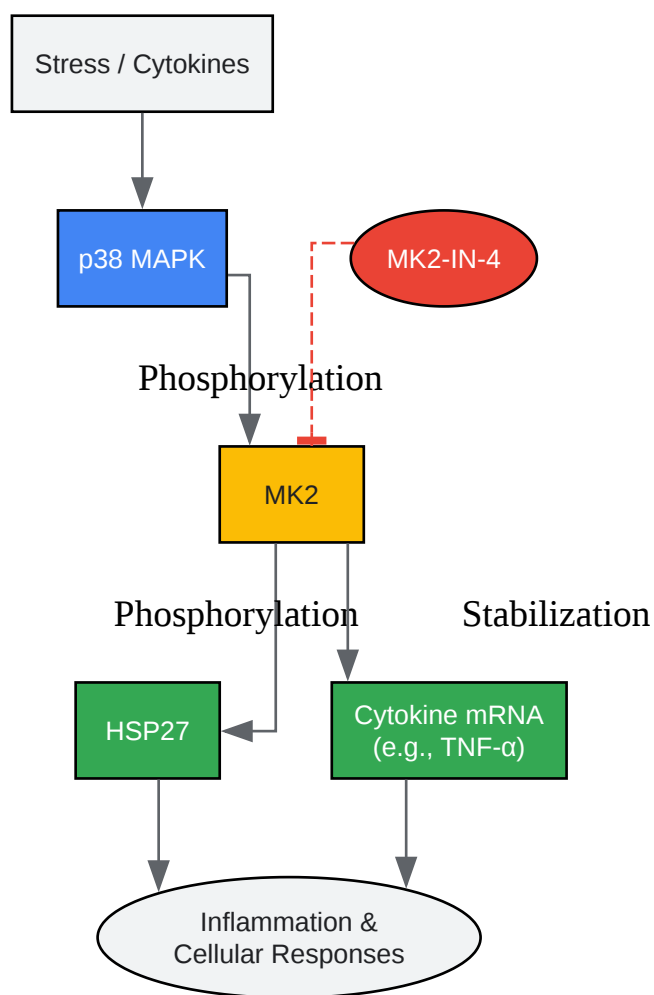 Stress / Cytokines
p38 MAPK
MK2-IN-4
Phosphorylation
MK2
Phosphorylation
Stabilization
HSP27
Cytokine mRNA
(e.g., TNF-α)
Inflammation &
Cellular Responses